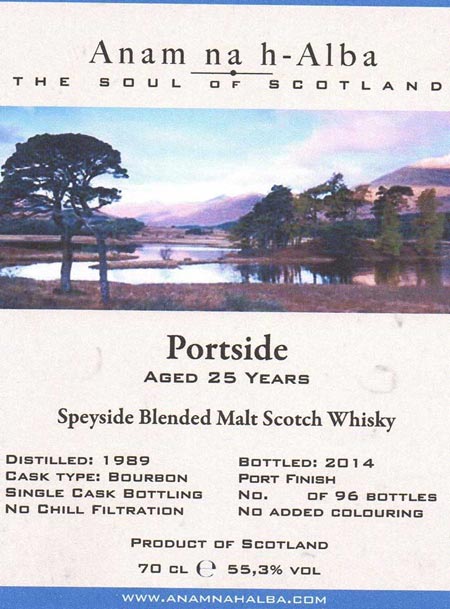 Anam na h-Alba
THE SOUL OF SCOTLAND
Portside
AGED 25 YEARS
Speyside Blended Malt Scotch Whisky
DISTILLED: 1989
CASK TYPE: BOURBON
SINGLE CASK BOTTLING
NO CHILL FILTRATION
BOTTLED: 2014
PORT FINISH
NO. OF 96 BOTTLES
NO ADDED COLOURING
PRODUCT OF SCOTLAND
70 CL ℮ 55,3% VOL
WWW.ANAMNAHALBA.COM